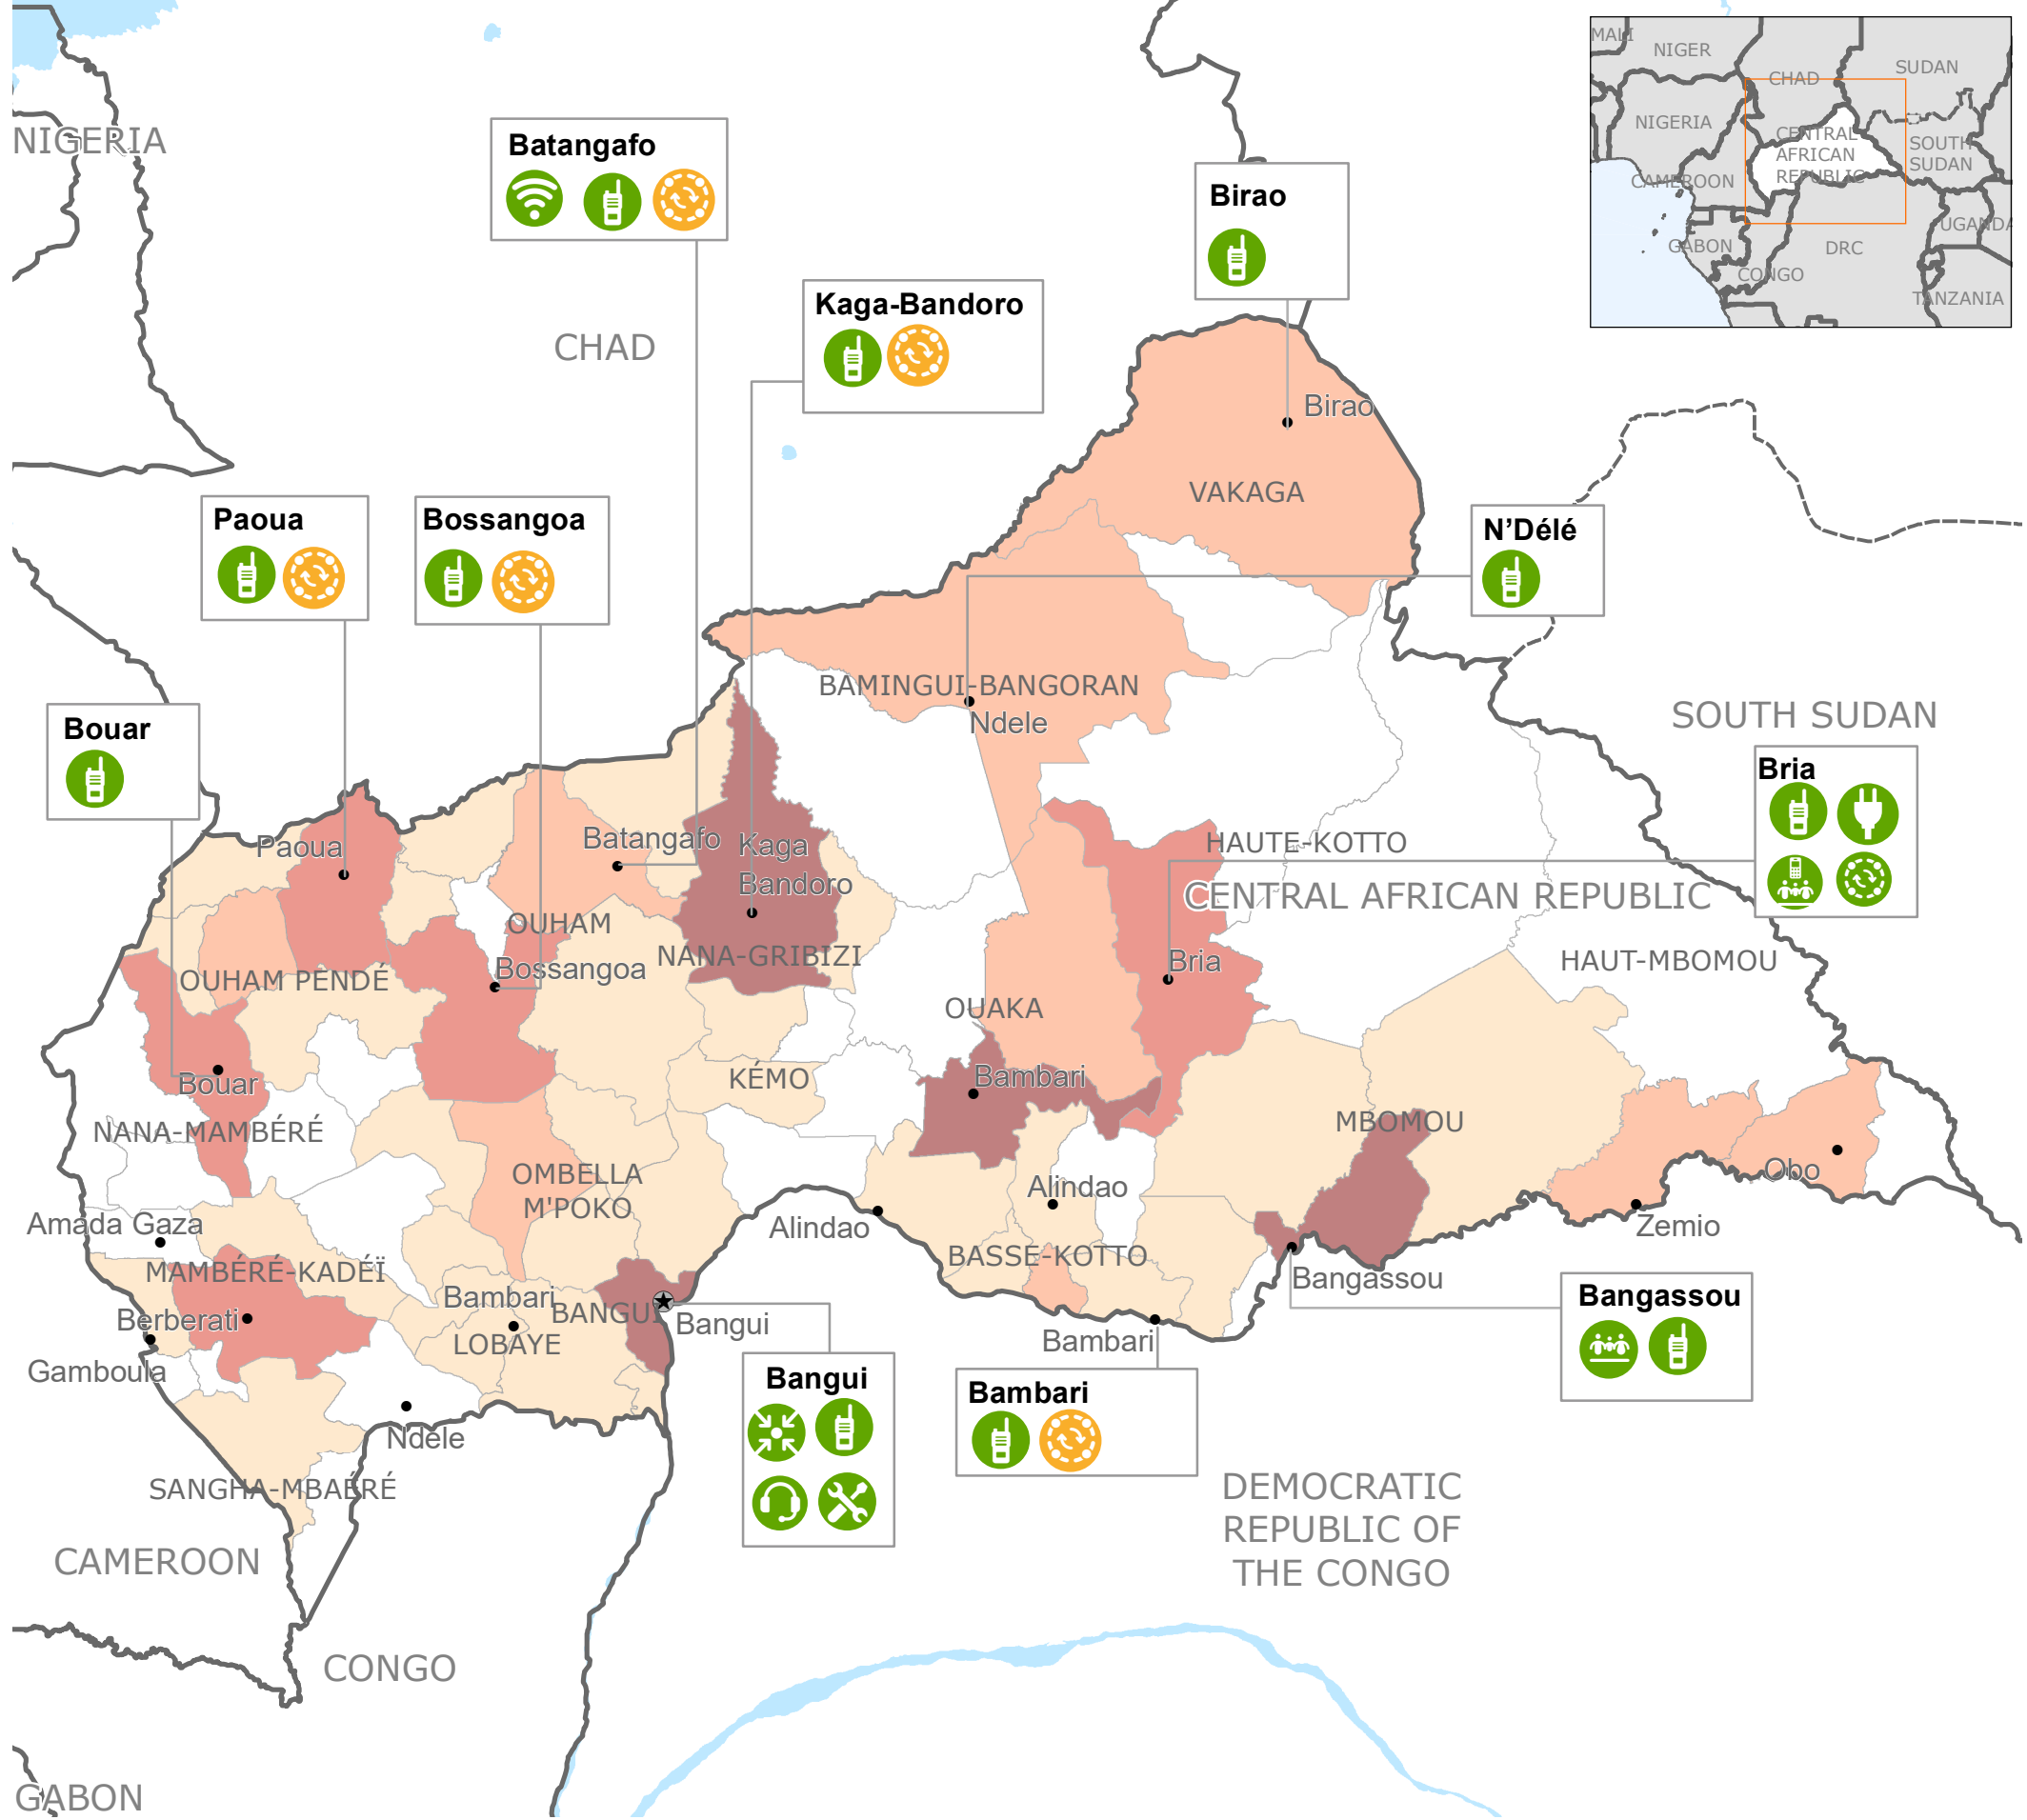 NIGERIA
Batangafo
Birao
Kaga-Bandoro
CHAD
MALI
NIGER
CHAD
SUDAN
NIGERIA
CENTRAL
AFRICAN
REPUBLIC
SOUTH
SUDAN
CAMEROON
UGANDA
GABON
DRC
CONGO
TANZANIA
Birao
VAKAGA
Paoua
Bossangoa
N'Délé
BAMINGUI-BANGORAN
Ndele
SOUTH SUDAN
Bouar
Bria
Paoua
Batangafo
Kaga
Bandoro
HAUTE-KOTTO
CENTRAL AFRICAN REPUBLIC
OUHAM
NANA-GRIBIZI
Bossangoa
OUHAM PENDÉ
Bria
HAUT-MBOMOU
OUAKA
Bouar
KÉMO
Bambari
NANA-MAMBÉRÉ
MBOMOU
OMBELLA
M'POKO
Alindao
Obo
Amada Gaza
Alindao
Zemio
MAMBÉRÉ-KADÉÏ
BASSE-KOTTO
Bangassou
Berberati
Bambari
BANGUI
Bangui
LOBAYE
Bambari
Gamboula
Bangassou
Bangui
Bambari
Ndele
SANGHA-MBAÉRÉ
DEMOCRATIC
REPUBLIC OF
THE CONGO
CAMEROON
CONGO
GABON